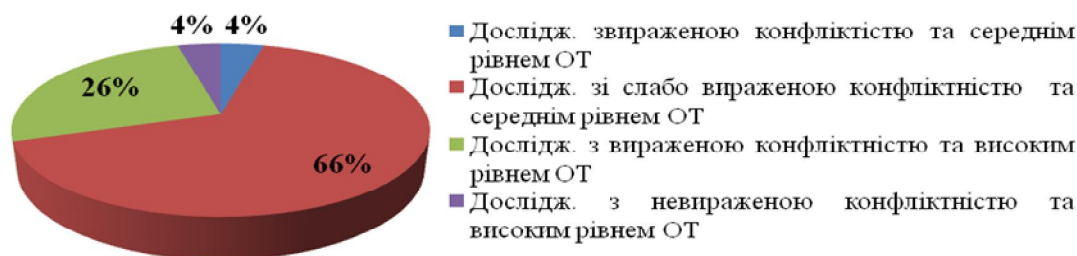 4% 4%
26%
66%
Дослідж. звираженою конфліктістю та середнім
рівнем ОТ
Дослідж. зі слабо вираженою конфліктністю та
середнім рівнем ОТ
Дослідж. з вираженою конфліктністю та високим
рівнем ОТ
Дослідж. з невираженою конфліктністю та
високим рівнем ОТ